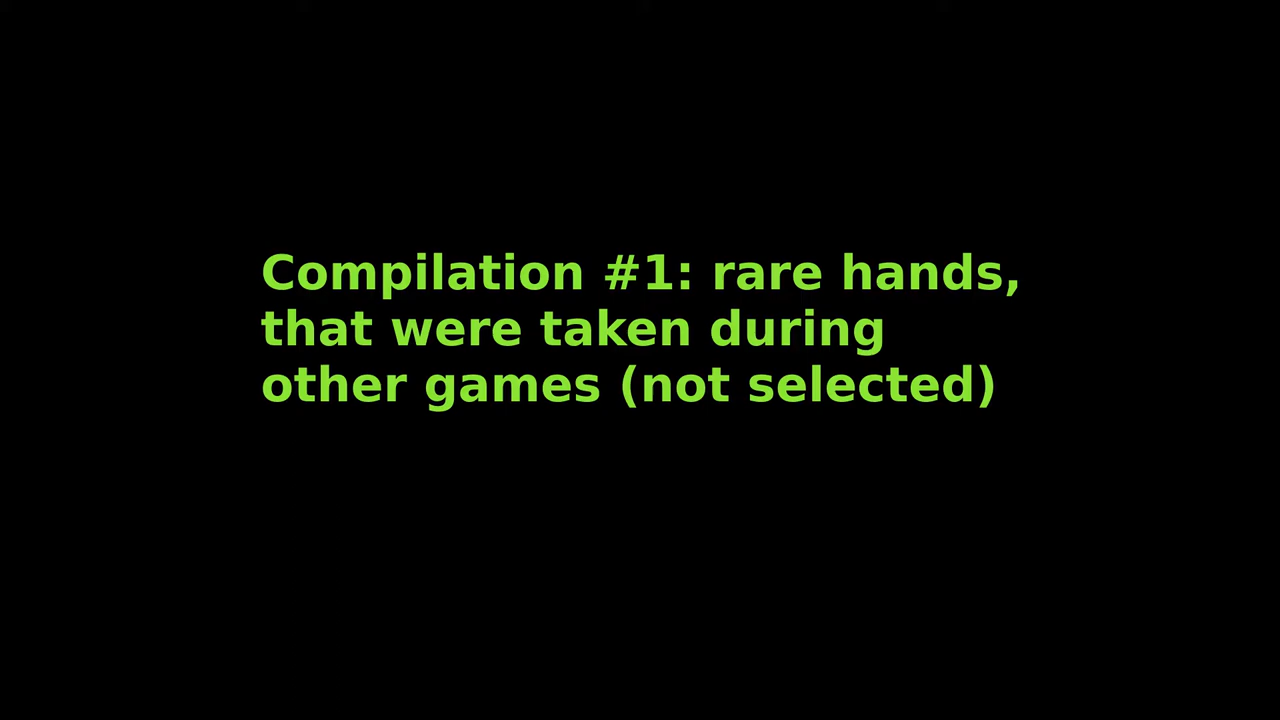 Compilation #1: rare hands,
that were taken during
other games (not selected)